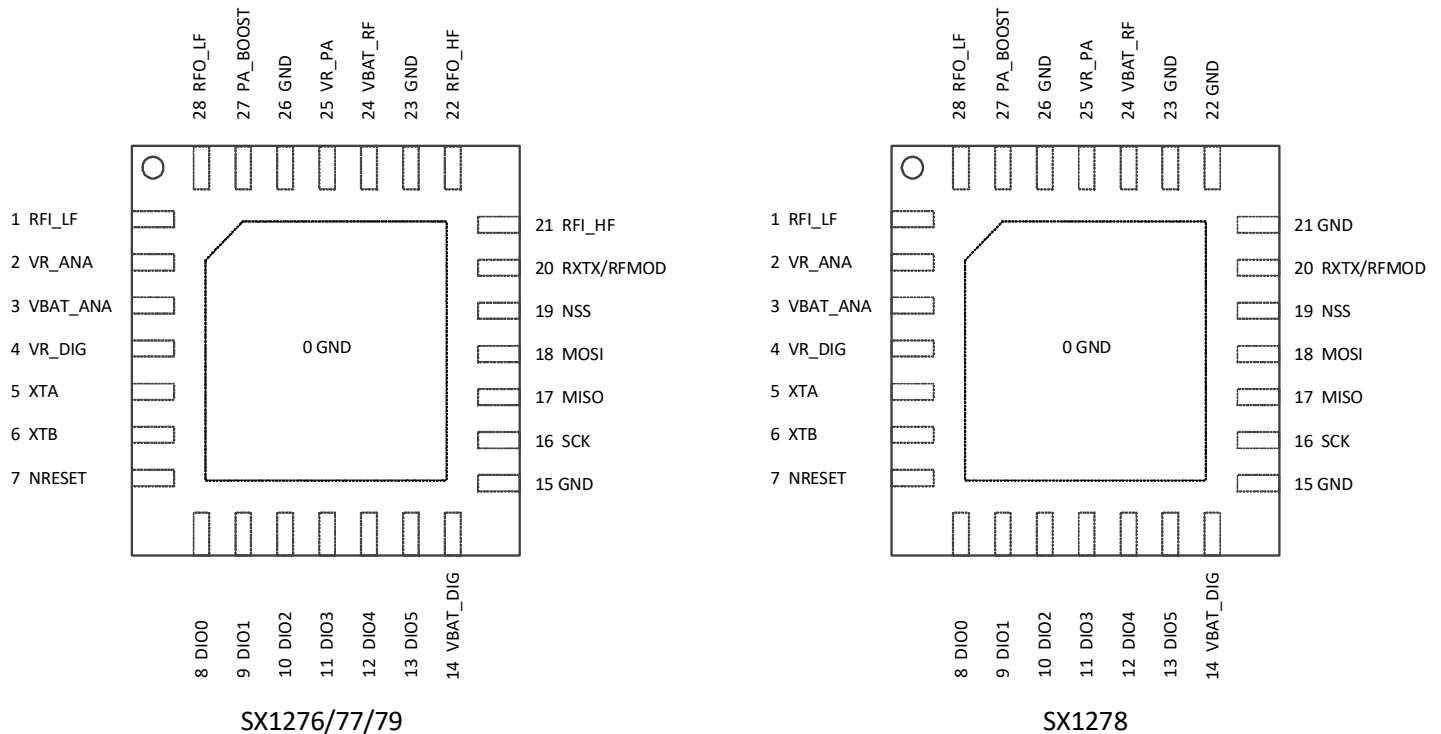 28 RFO_LF
27 PA_BOOST
26 GND
25 VR_PA
24 VBAT_RF
23 GND
22 RFO_HF
1 RFI_LF
2 VR_ANA
3 VBAT_ANA
4 VR_DIG
5 XTA
6 XTB
7 NRESET
0 GND
21 RFI_HF
20 RXTX/RFMOD
19 NSS
18 MOSI
17 MISO
16 SCK
15 GND
8 DIO0
9 DIO1
10 DIO2
11 DIO3
12 DIO4
13 DIO5
14 VBAT_DIG
SX1276/77/79
28 RFO_LF
27 PA_BOOST
26 GND
25 VR_PA
24 VBAT_RF
23 GND
22 GND
1 RFI_LF
2 VR_ANA
3 VBAT_ANA
4 VR_DIG
5 XTA
6 XTB
7 NRESET
0 GND
21 GND
20 RXTX/RFMOD
19 NSS
18 MOSI
17 MISO
16 SCK
15 GND
8 DIO0
9 DIO1
10 DIO2
11 DIO3
12 DIO4
13 DIO5
14 VBAT_DIG
SX1278